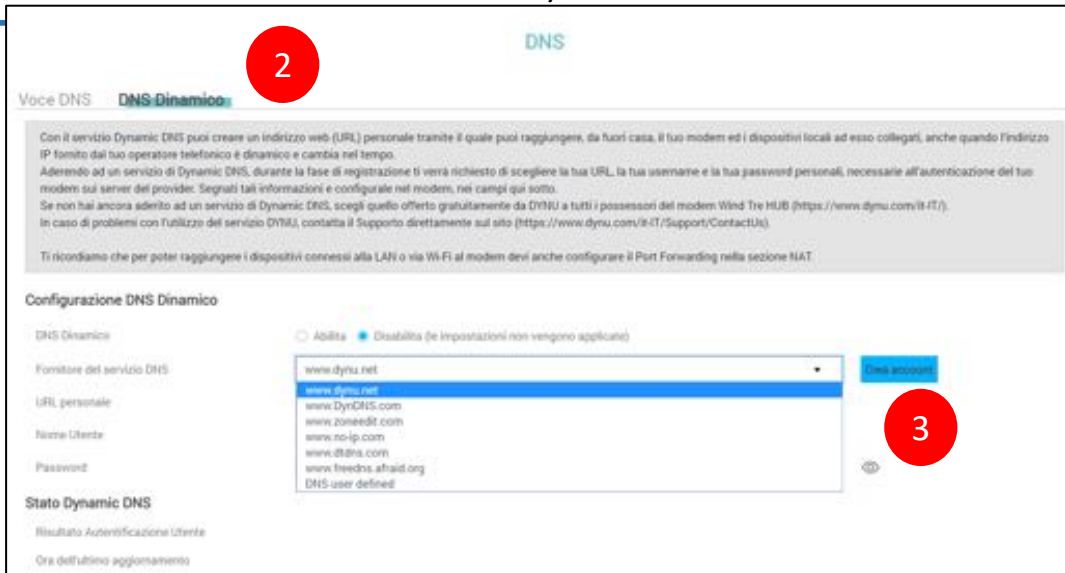 DNS
2
Voce DNS DNS Dinamico
Con il servizio Dynamic DNS puoi creare un indirizzo web (URL) personale tramite il quale puoi raggiungere, da fuori casa, il tuo modem ed i dispositivi locali ad esso collegati, anche quando l'indirizzo
IP fornito dal tuo operatore telefonico è dinamico e cambia nel tempo.
Aderendo ad un servizio di Dynamic DNS, durante la fase di registrazione ti verrà richiesto di scegliere la tua URL, la tua username e la tua password personali, necessarie all'autenticazione del tuo
modem sui server del provider. Segnati tali informazioni e configurale nel modem, nei campi qui sotto.
Se non hai ancora aderito ad un servizio di Dynamic DNS, scegli quello offerto gratuitamente da DYNU a tutti i possessori del modem Wind Tre HUB (https://www.dynu.com/it-IT/).
In caso di problemi con l'utilizzo del servizio DYNU, contatta il Supporto direttamente sul sito (https://www.dynu.com/it-IT/Support/ContactUs).
Ti ricordiamo che per poter raggiungere i dispositivi connessi alla LAN o via Wi-Fi al modem devi anche configurare il Port Forwarding nella sezione NAT.
Configurazione DNS Dinamico
DNS Dinamico Abilita Disabilita (le impostazioni non vengono applicate)
Fornitore del servizio DNS www.dynu.net Crea account
www.dynu.net
URL personale www.DynDNS.com
www.zoneedit.com
Nome Utente www.no-ip.com
3
www.dtdns.com
Password www.freedns.afraid.org
DNS user defined
Stato Dynamic DNS
Risultato Autentificazione Utente
Ora dell'ultimo aggiornamento